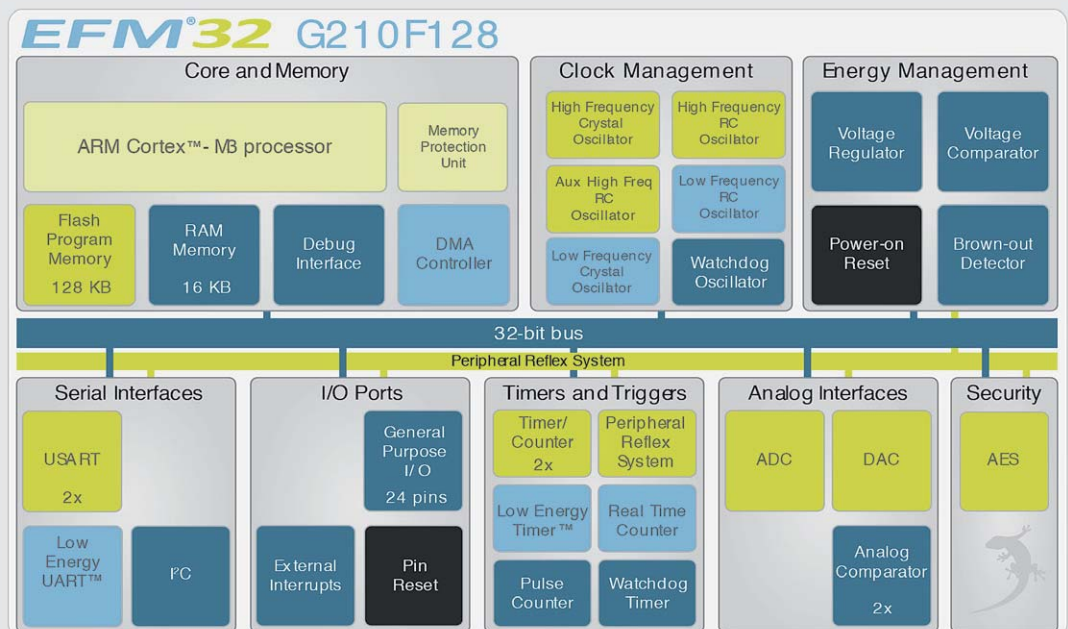 EFM®32 G210F128
Core and Memory
ARM Cortex™- M3 processor
Memory
Protection
Unit
Flash
Program
Memory
128 KB
RAM
Memory
16 KB
Debug
Interface
DMA
Controller
Clock Management
High Frequency
Crystal
Oscillator
High Frequency
RC
Oscillator
Aux High Freq
RC
Oscillator
Low Frequency
RC
Oscillator
Low Frequency
Crystal
Oscillator
Watchdog
Oscillator
Energy Management
Voltage
Regulator
Voltage
Comparator
Power-on
Reset
Brown-out
Detector
32-bit bus
Peripheral Reflex System
Serial Interfaces
USART
2x
Low
Energy
UART™
I²C
I/O Ports
General
Purpose
I/O
24 pins
External
Interrupts
Pin
Reset
Timers and Triggers
Timer/
Counter
2x
Peripheral
Reflex
System
Low Energy
Timer™
Real Time
Counter
Pulse
Counter
Watchdog
Timer
Analog Interfaces
ADC
DAC
Analog
Comparator
2x
Security
AES